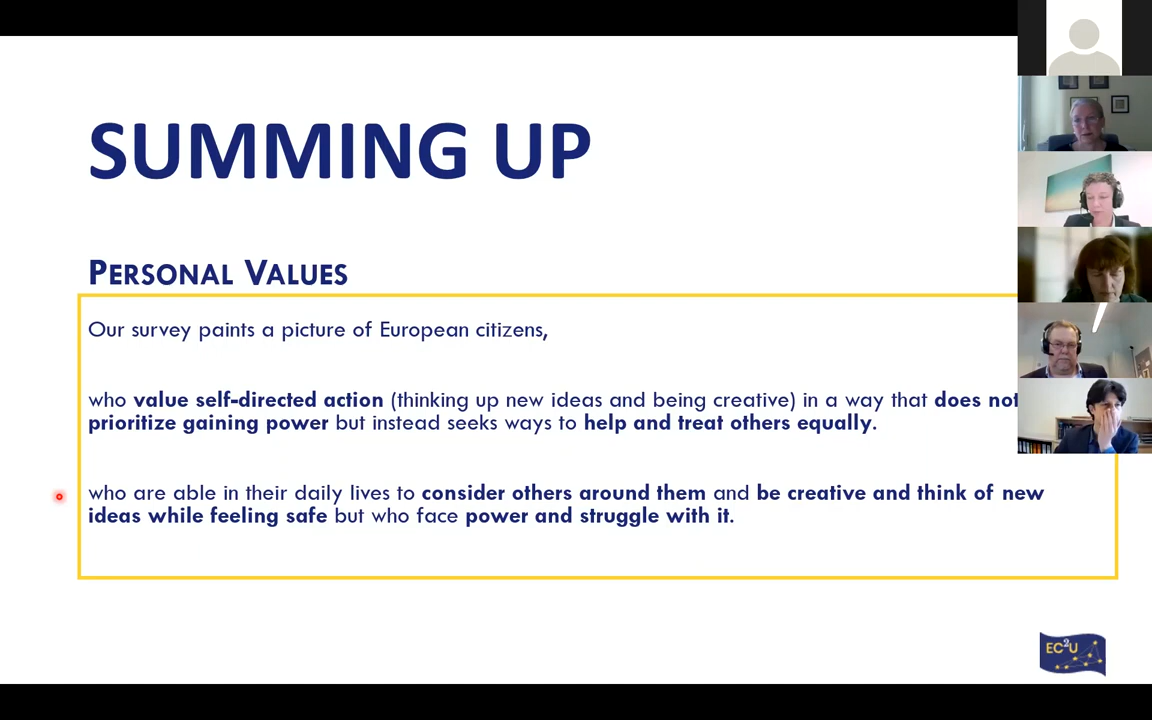 SUMMING UP
PERSONAL VALUES
Our survey paints a picture of European citizens,
who value self-directed action (thinking up new ideas and being creative) in a way that does not
prioritize gaining power but instead seeks ways to help and treat others equally.
who are able in their daily lives to consider others around them and be creative and think of new
ideas while feeling safe but who face power and struggle with it.
EC2U